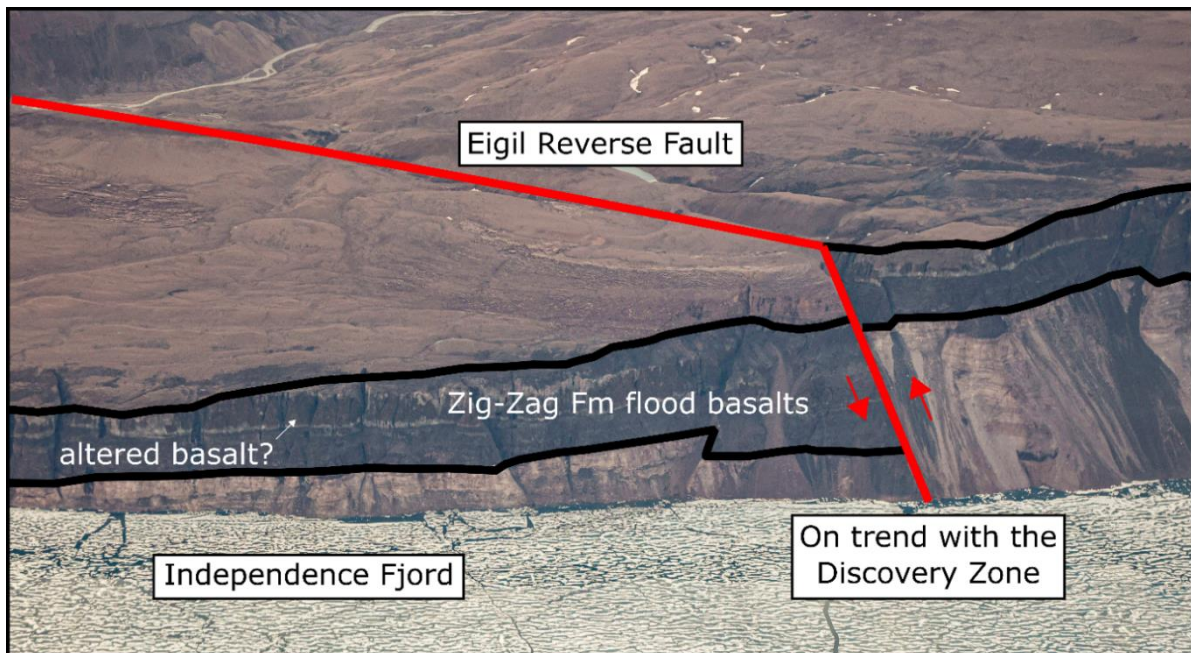 Eigil Reverse Fault
Zig-Zag Fm flood basalts
altered basalt?
Independence Fjord
On trend with the
Discovery Zone